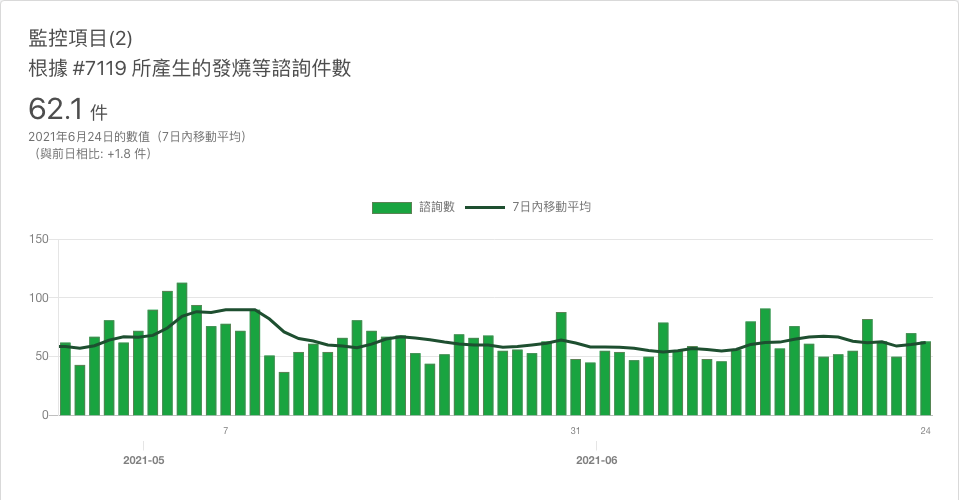 監控項目(2)
根據 #7119 所產生的發燒等諮詢件數
62.1 件
2021年6月24日的數值（7日內移動平均）
（與前日相比: +1.8 件）
諮詢數 7日內移動平均
150
100
50
0
7 31 24
2021-05 2021-06